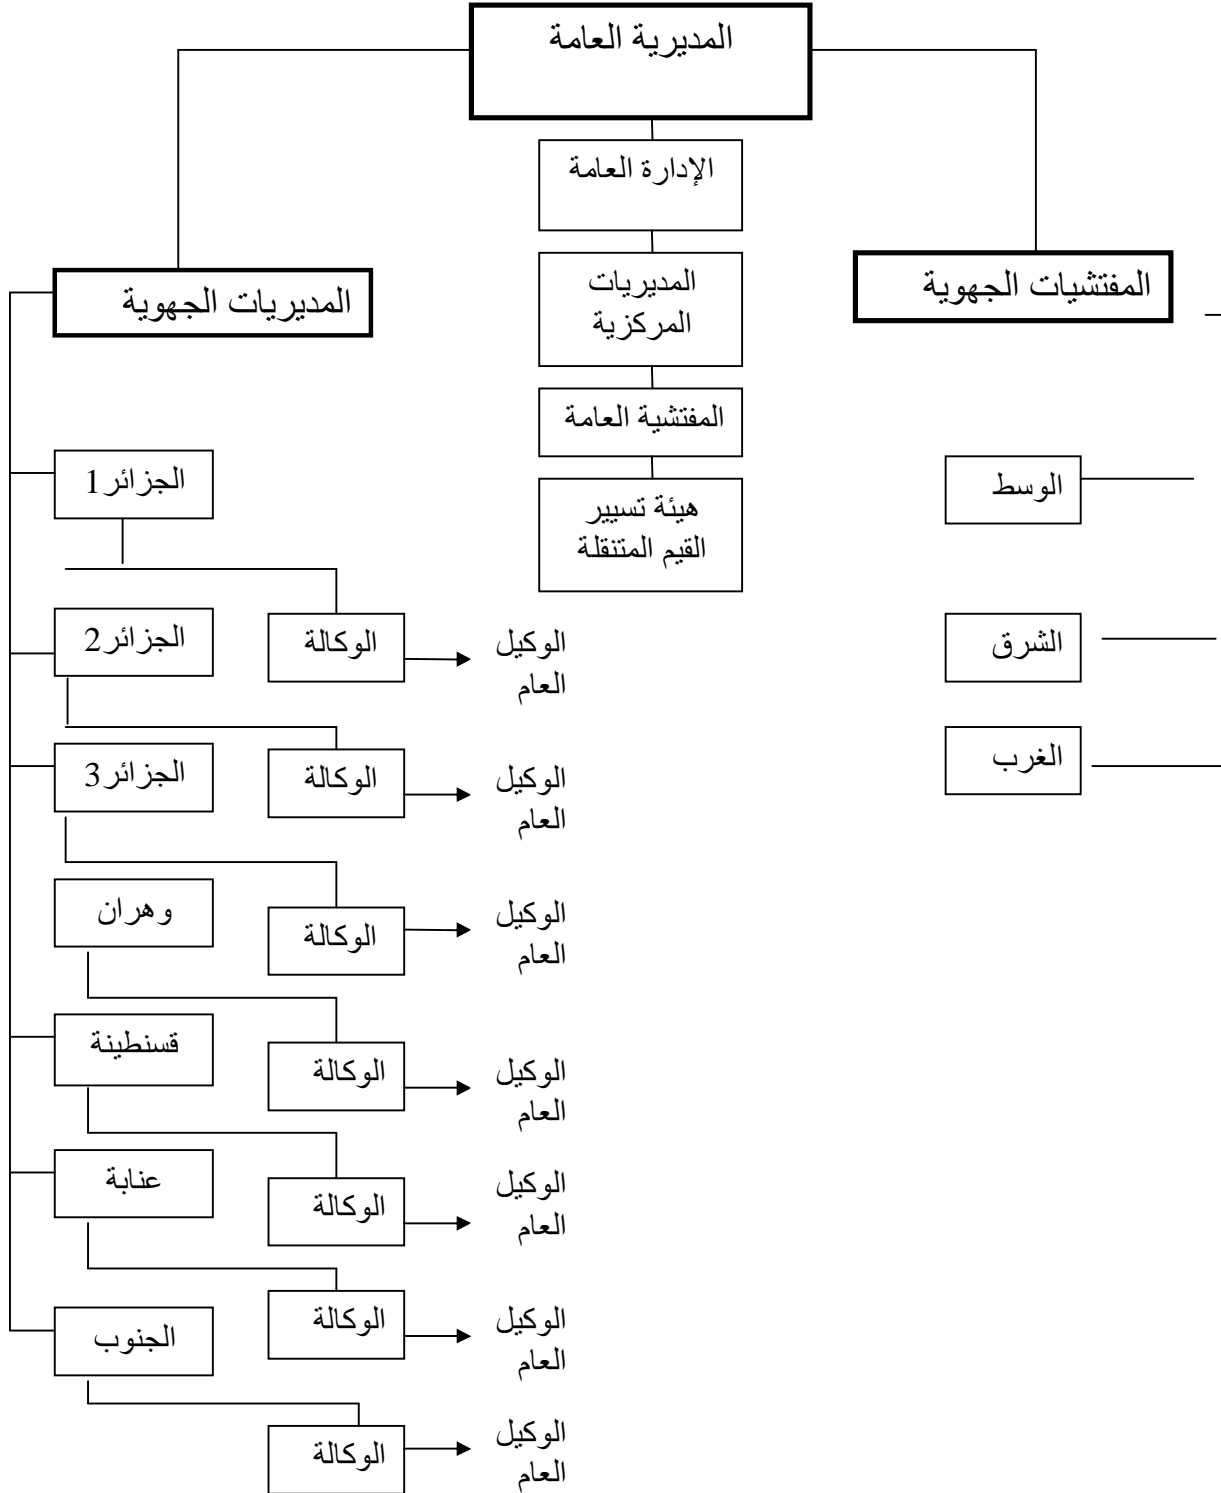 المديرية العامة
الإدارة العامة
المفتشيات الجهوية
المديريات
المركزية
المديريات الجهوية
المفتشية العامة
الوسط
هيئة تسيير
القيم المتنقلة
الجزائر1
الشرق
الوكيل
العام
الوكالة
الجزائر2
الغرب
الوكيل
العام
الوكالة
الجزائر3
الوكيل
العام
الوكالة
وهران
الوكيل
العام
الوكالة
قسنطينة
الوكيل
العام
الوكالة
عنابة
الوكيل
العام
الوكالة
الجنوب
الوكيل
العام
الوكالة